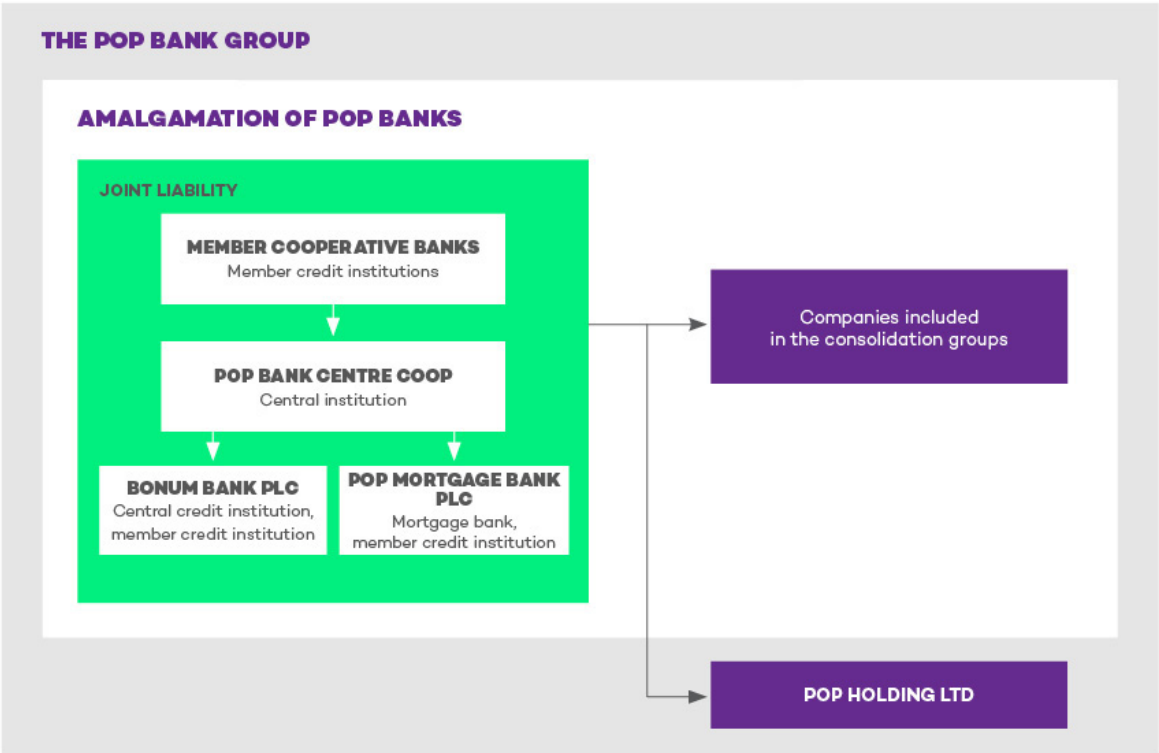 THE POP BANK GROUP
AMALGAMATION OF POP BANKS
JOINT LIABILITY
MEMBER COOPERATIVE BANKS
Member credit institutions
POP BANK CENTRE COOP
Central institution
BONUM BANK PLC
Central credit institution,
member credit institution
POP MORTGAGE BANK
PLC
Mortgage bank,
member credit institution
Companies included
in the consolidation groups
POP HOLDING LTD